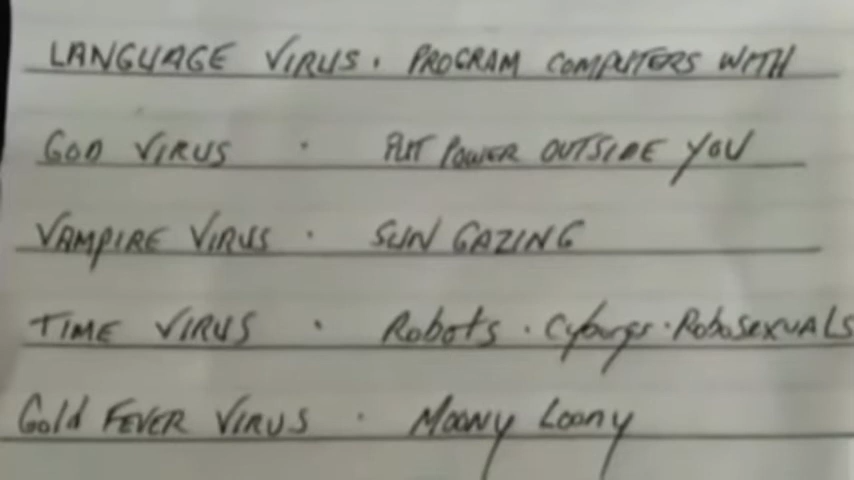 LANGUAGE VIRUS. PROGRAM COMPUTERS WITH
GOD VIRUS · PUT POWER OUTSIDE YOU
VAMPIRE VIRUS · SUN GAZING
TIME VIRUS · Robots · Cyborgs · ROBOSEXUALS
Gold FEVER VIRUS · Moony Loony